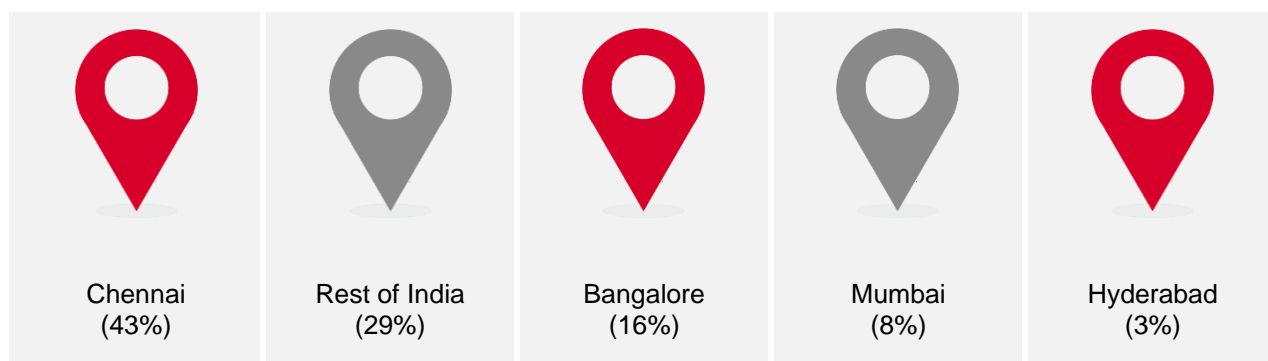 Chennai
(43%)
Rest of India
(29%)
Bangalore
(16%)
Mumbai
(8%)
Hyderabad
(3%)